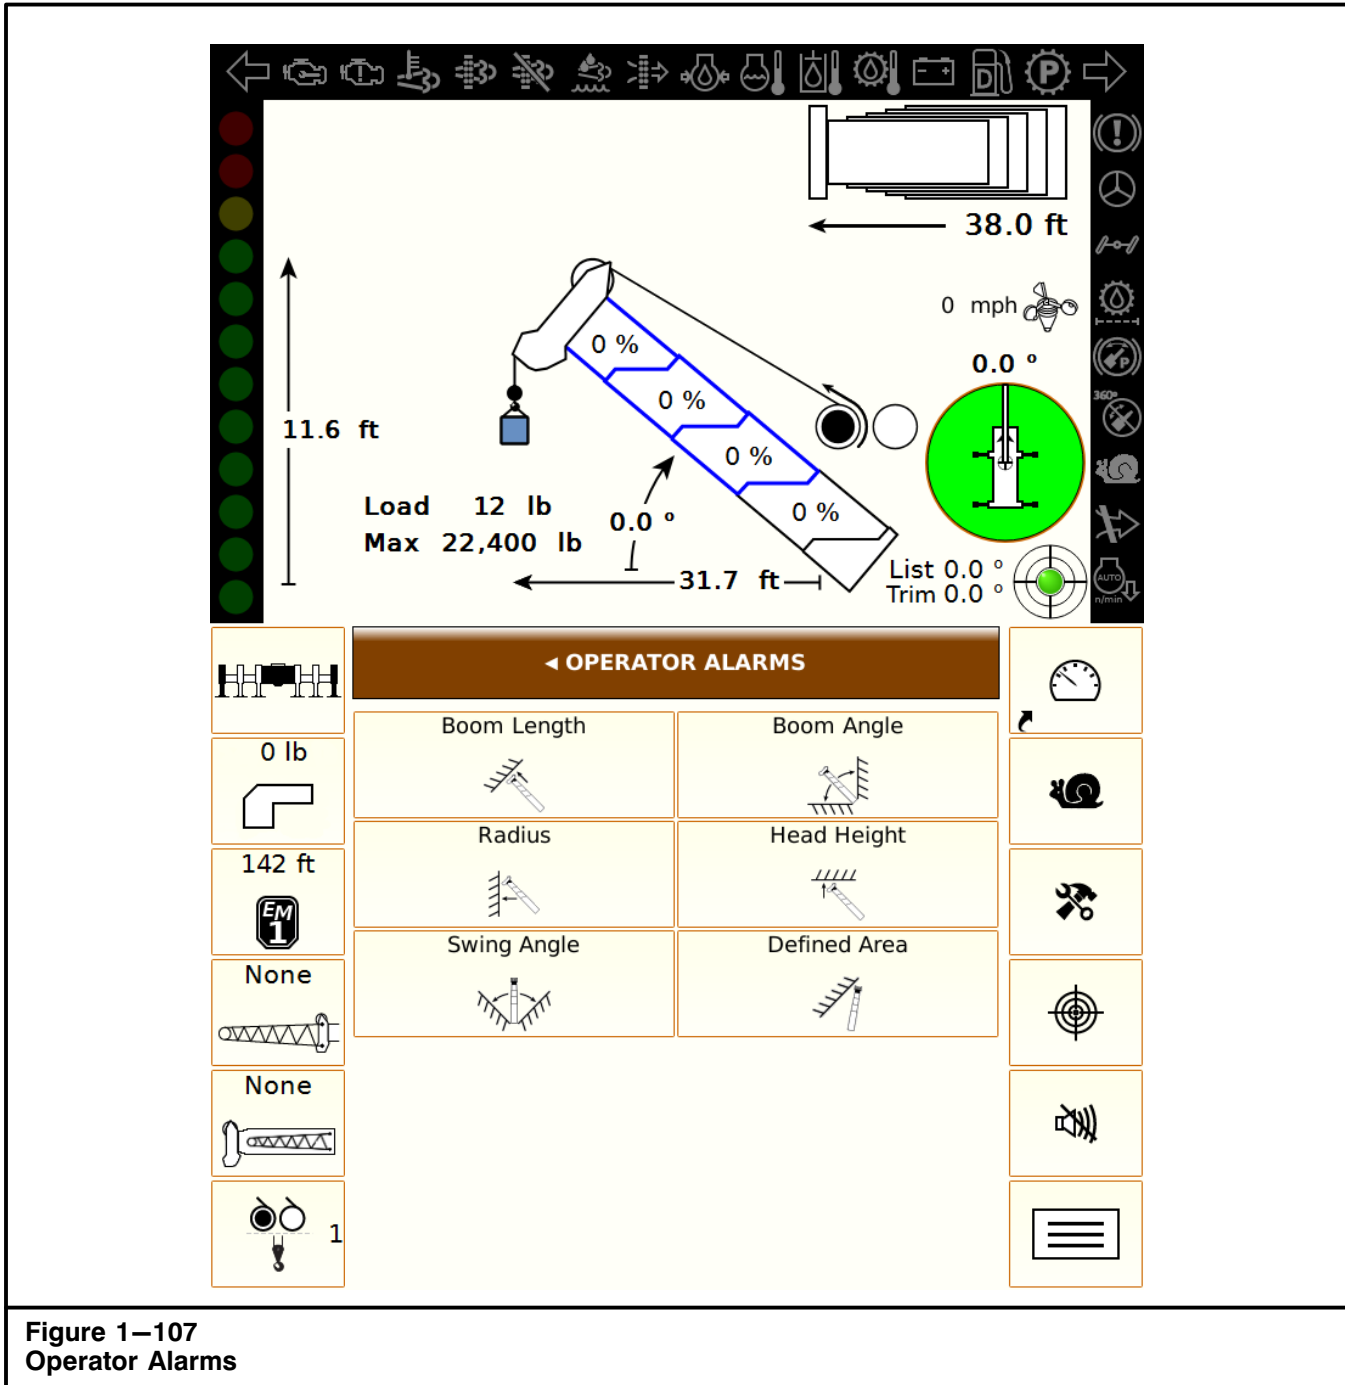 D
P
38.0 ft
0 mph
0.0 °
P
360°
0 %
0 %
0 %
0 %
11.6 ft
Load 12 lb
Max 22,400 lb
0.0 °
31.7 ft
List 0.0 °
Trim 0.0 °
AUTO
n/min
◄ OPERATOR ALARMS
0 lb
142 ft
EM
1
None
None
1
Boom Length
Boom Angle
Radius
Head Height
Swing Angle
Defined Area
Figure 1–107
Operator Alarms